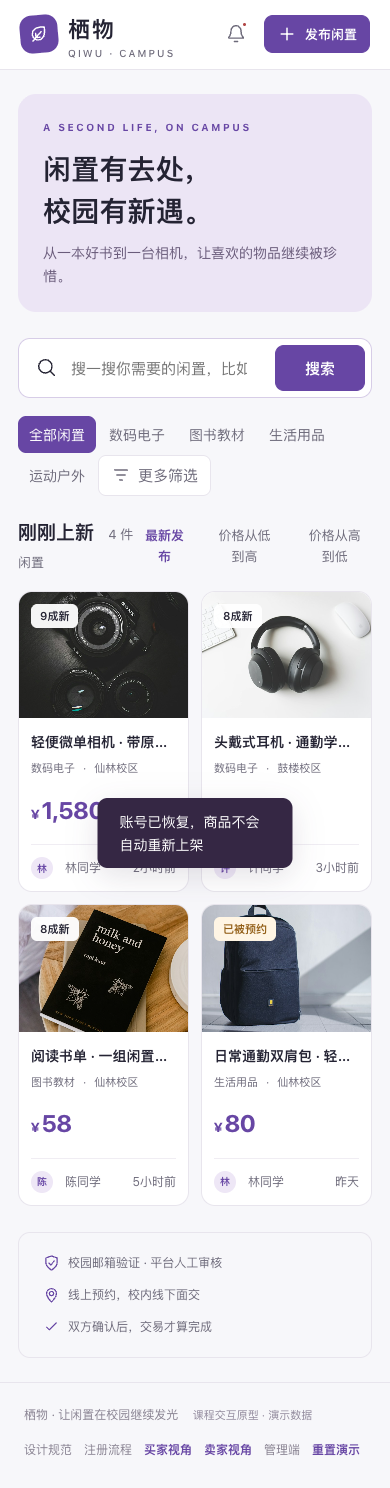 栖物
QIWU · CAMPUS
发布闲置
A SECOND LIFE, ON CAMPUS
闲置有去处，
校园有新遇。
从一本好书到一台相机，让喜欢的物品继续被珍
惜。
搜一搜你需要的闲置，比如
搜索
全部闲置 数码电子 图书教材 生活用品
运动户外 更多筛选
刚刚上新 4 件
闲置
最新发
布
价格从低
到高
价格从高
到低
9成新
轻便微单相机 · 带原...
数码电子 · 仙林校区
¥1,580
林 林同学 2小时前
8成新
头戴式耳机 · 通勤学...
数码电子 · 鼓楼校区
许 许同学 3小时前
账号已恢复，商品不会
自动重新上架
8成新
milk and
honey
rupi kaur
阅读书单 · 一组闲置...
图书教材 · 仙林校区
¥58
陈 陈同学 5小时前
已被预约
日常通勤双肩包 · 轻...
生活用品 · 仙林校区
¥80
林 林同学 昨天
校园邮箱验证 · 平台人工审核
线上预约，校内线下面交
双方确认后，交易才算完成
栖物 · 让闲置在校园继续发光 课程交互原型 · 演示数据
设计规范 注册流程 买家视角 卖家视角 管理端 重置演示